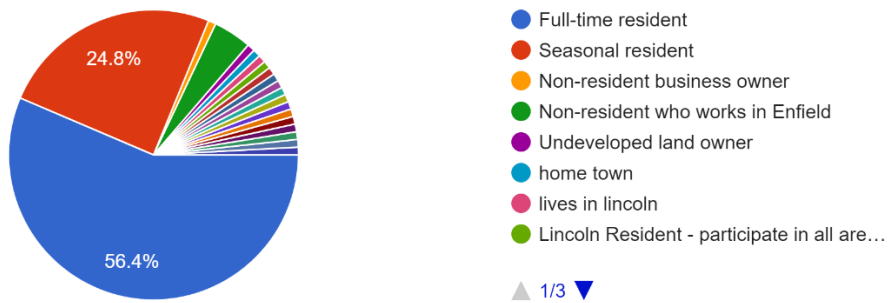 24.8%
56.4%
Full-time resident
Seasonal resident
Non-resident business owner
Non-resident who works in Enfield
Undeveloped land owner
home town
lives in lincoln
Lincoln Resident - participate in all are…
1/3